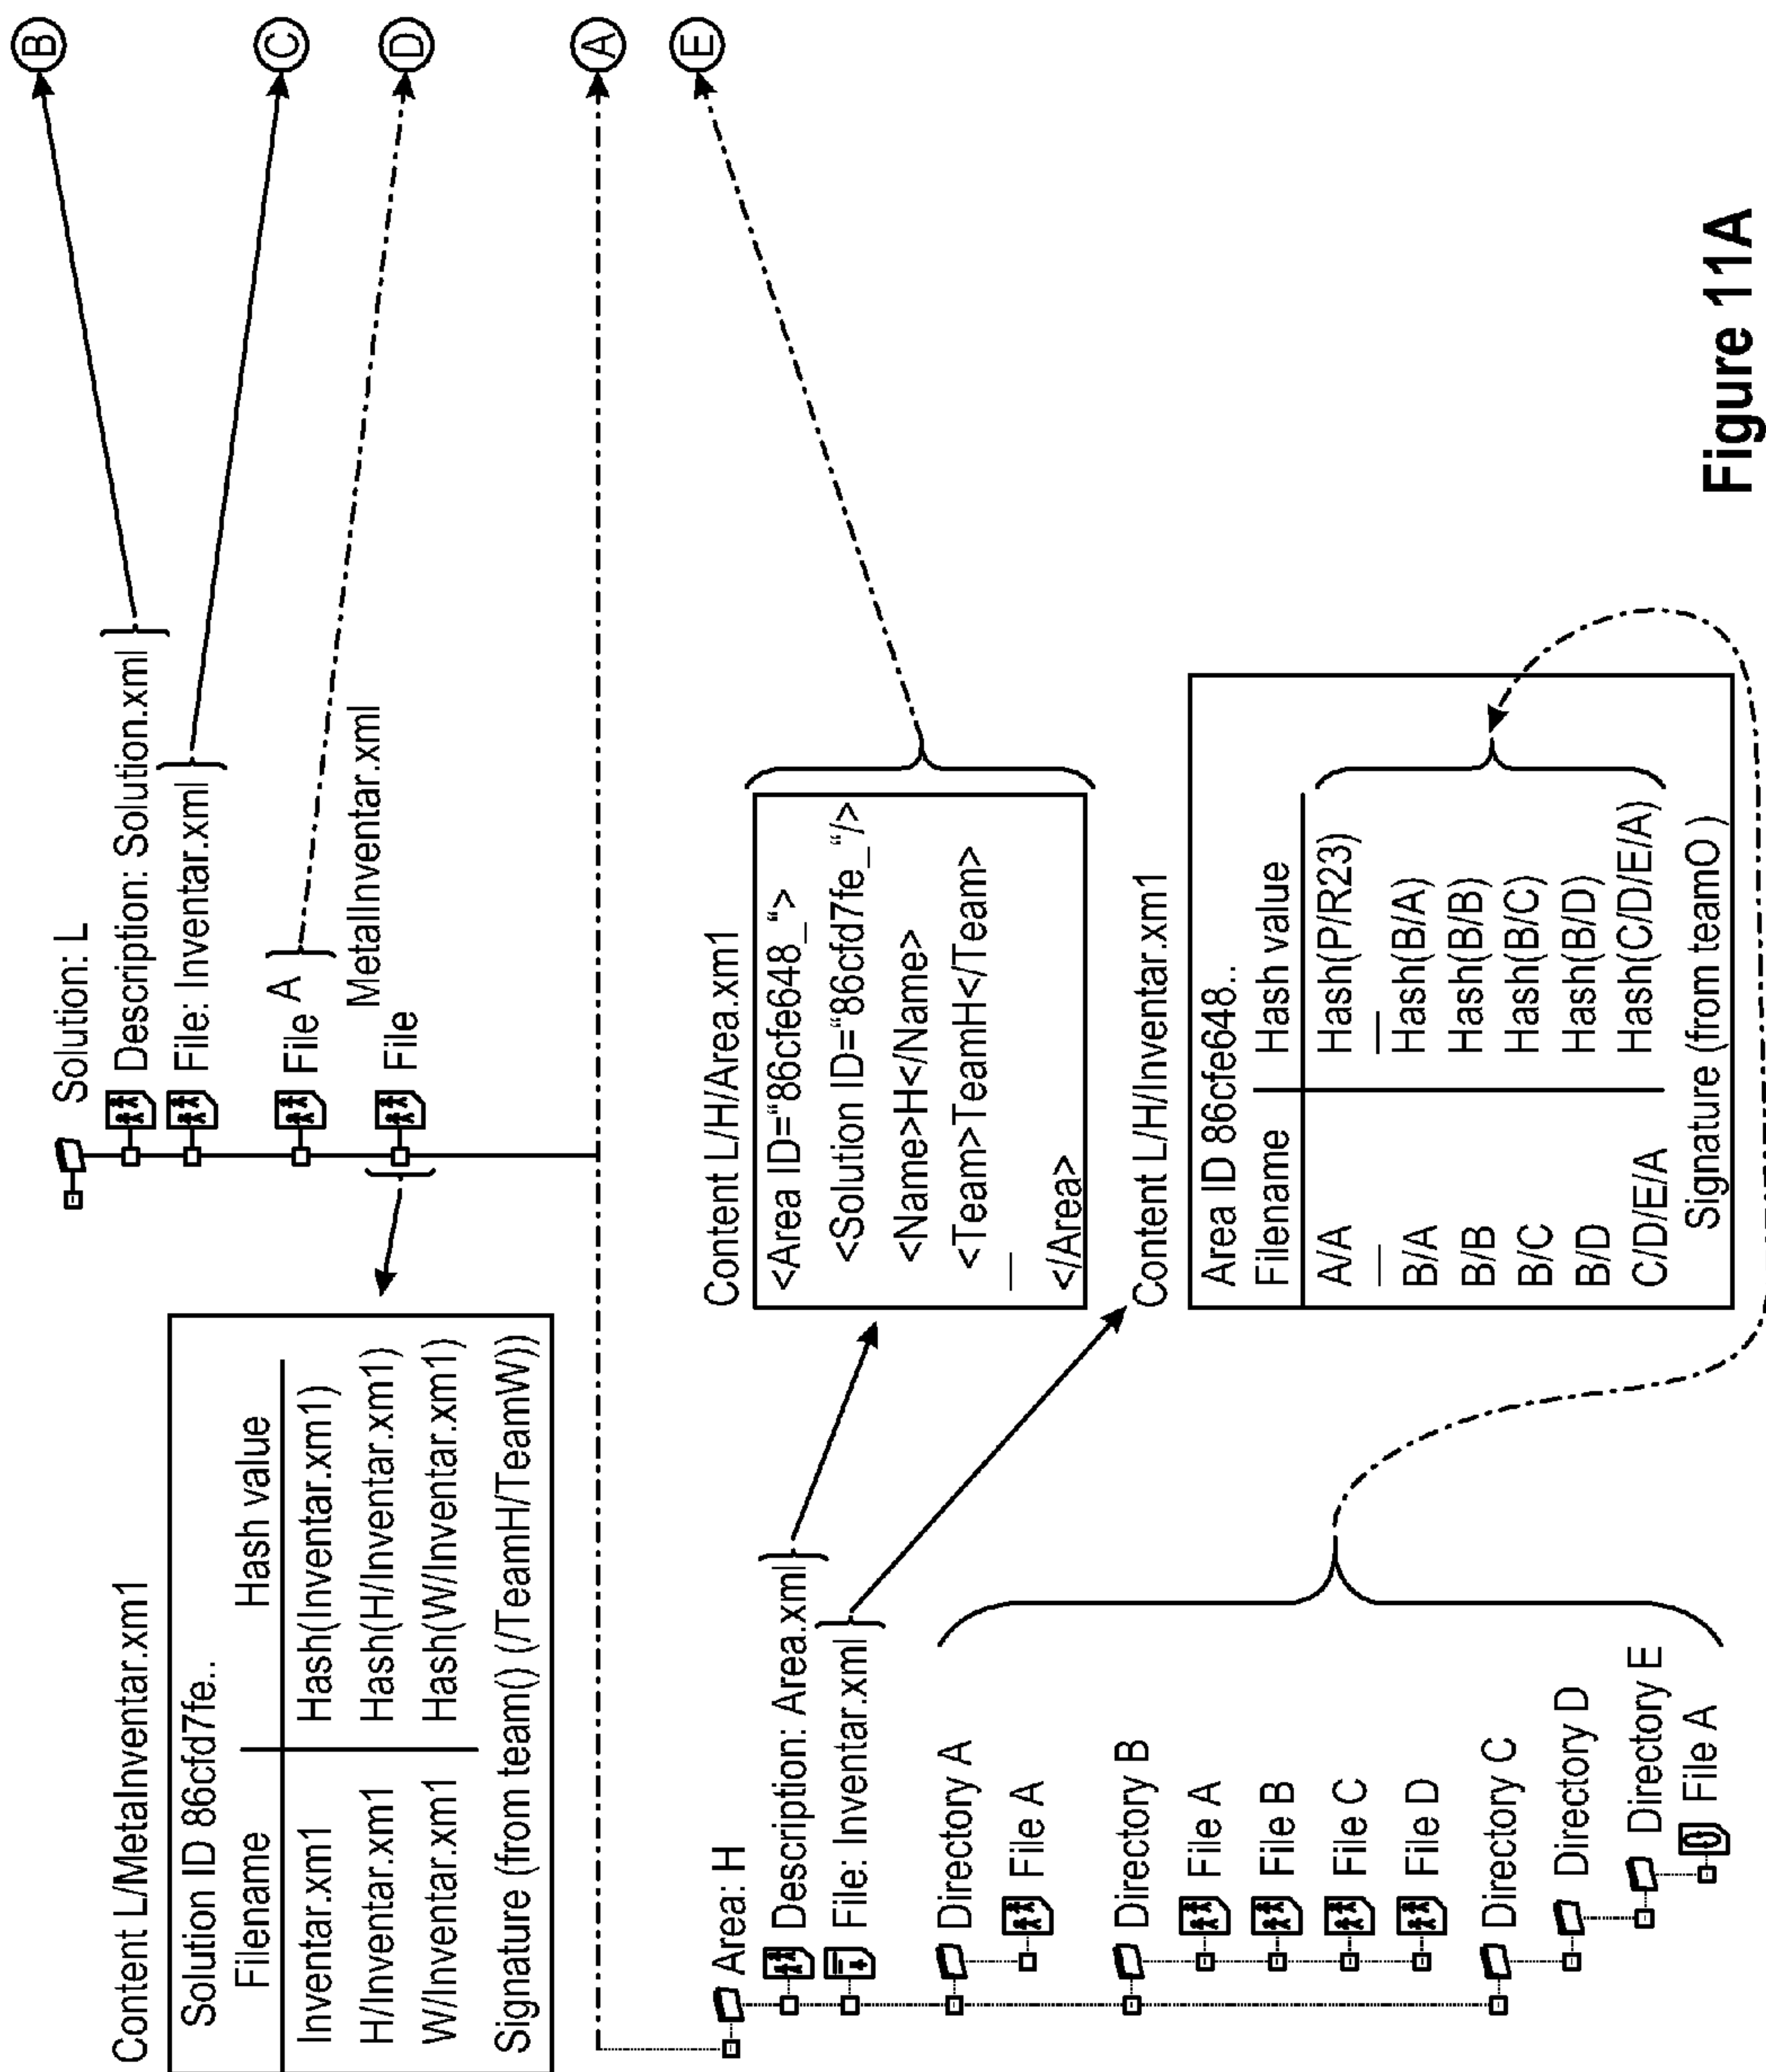 Content L/MetaInventar.xm1
Solution ID 86cfd7fe..
Filename Hash value
Inventar.xm1 Hash(Inventar.xm1)
H/Inventar.xm1 Hash(H/Inventar.xm1)
W/Inventar.xm1 Hash(W/Inventar.xm1)
Signature (from team() (/TeamH/TeamW))
Solution: L
Description: Solution.xml
File: Inventar.xml
File A
MetalInventar.xml
File
B
C
D
A
E
Area: H
Description: Area.xml
File: Inventar.xml
Directory A
File A
Directory B
File A
File B
File C
File D
Directory C
Directory D
Directory E
File A
Content L/H/Area.xm1
<Area ID="86cfe648_">
<Solution ID="86cfd7fe_"/>
<Name>H</Name>
<Team>TeamH</Team>
_
</Area>
Content L/H/Inventar.xm1
Area ID 86cfe648..
Filename Hash value
A/A Hash(P/R23)
_ _
B/A Hash(B/A)
B/B Hash(B/B)
B/C Hash(B/C)
B/D Hash(B/D)
C/D/E/A Hash(C/D/E/A)
Signature (from teamO )
Figure 11A